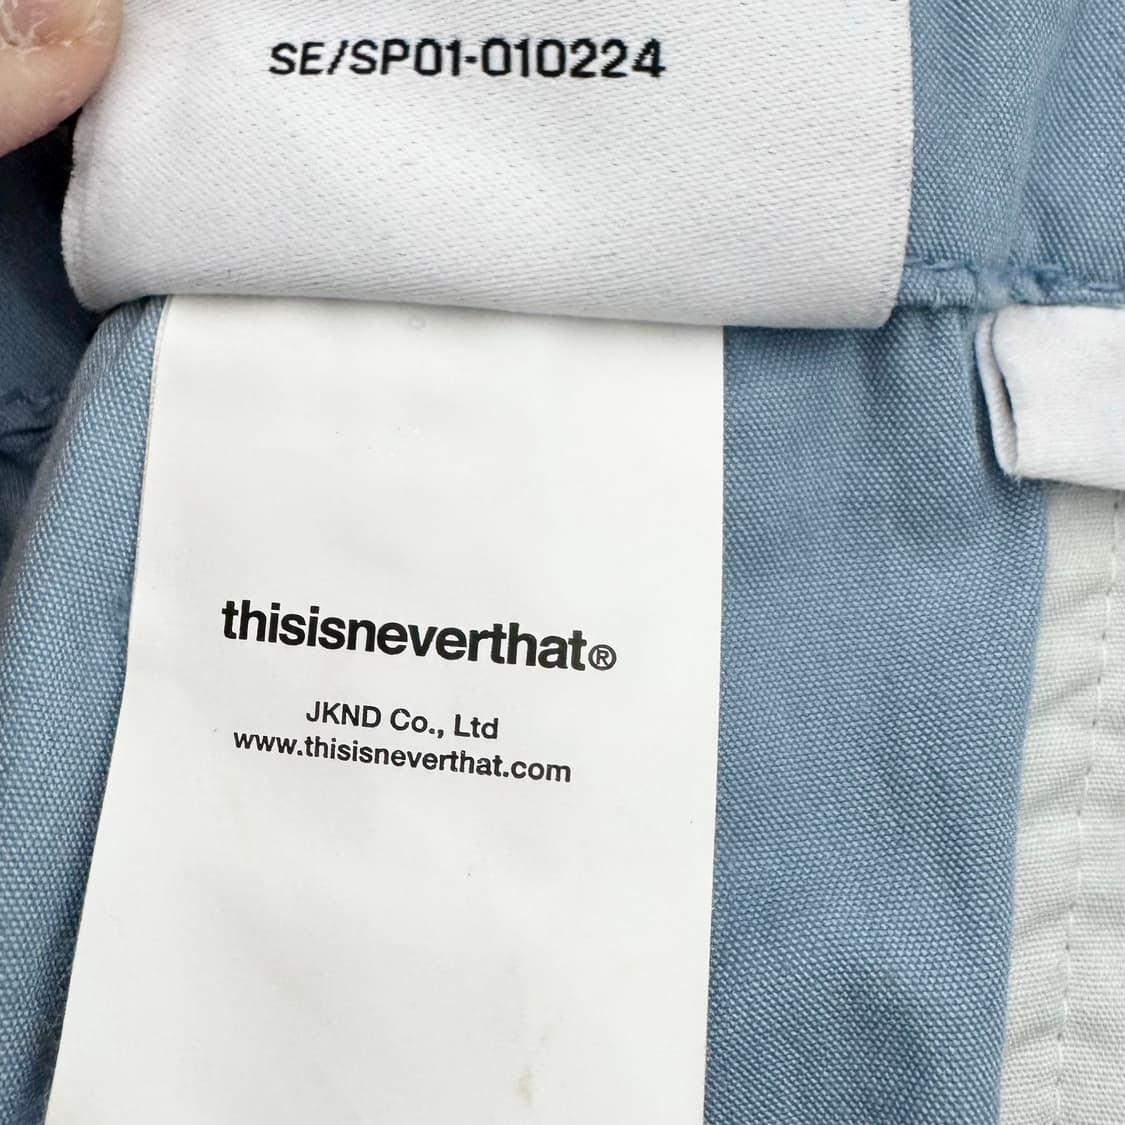 SE/SP01-010224
thisisneverthat®
JKND Co., Ltd
www.thisisneverthat.com